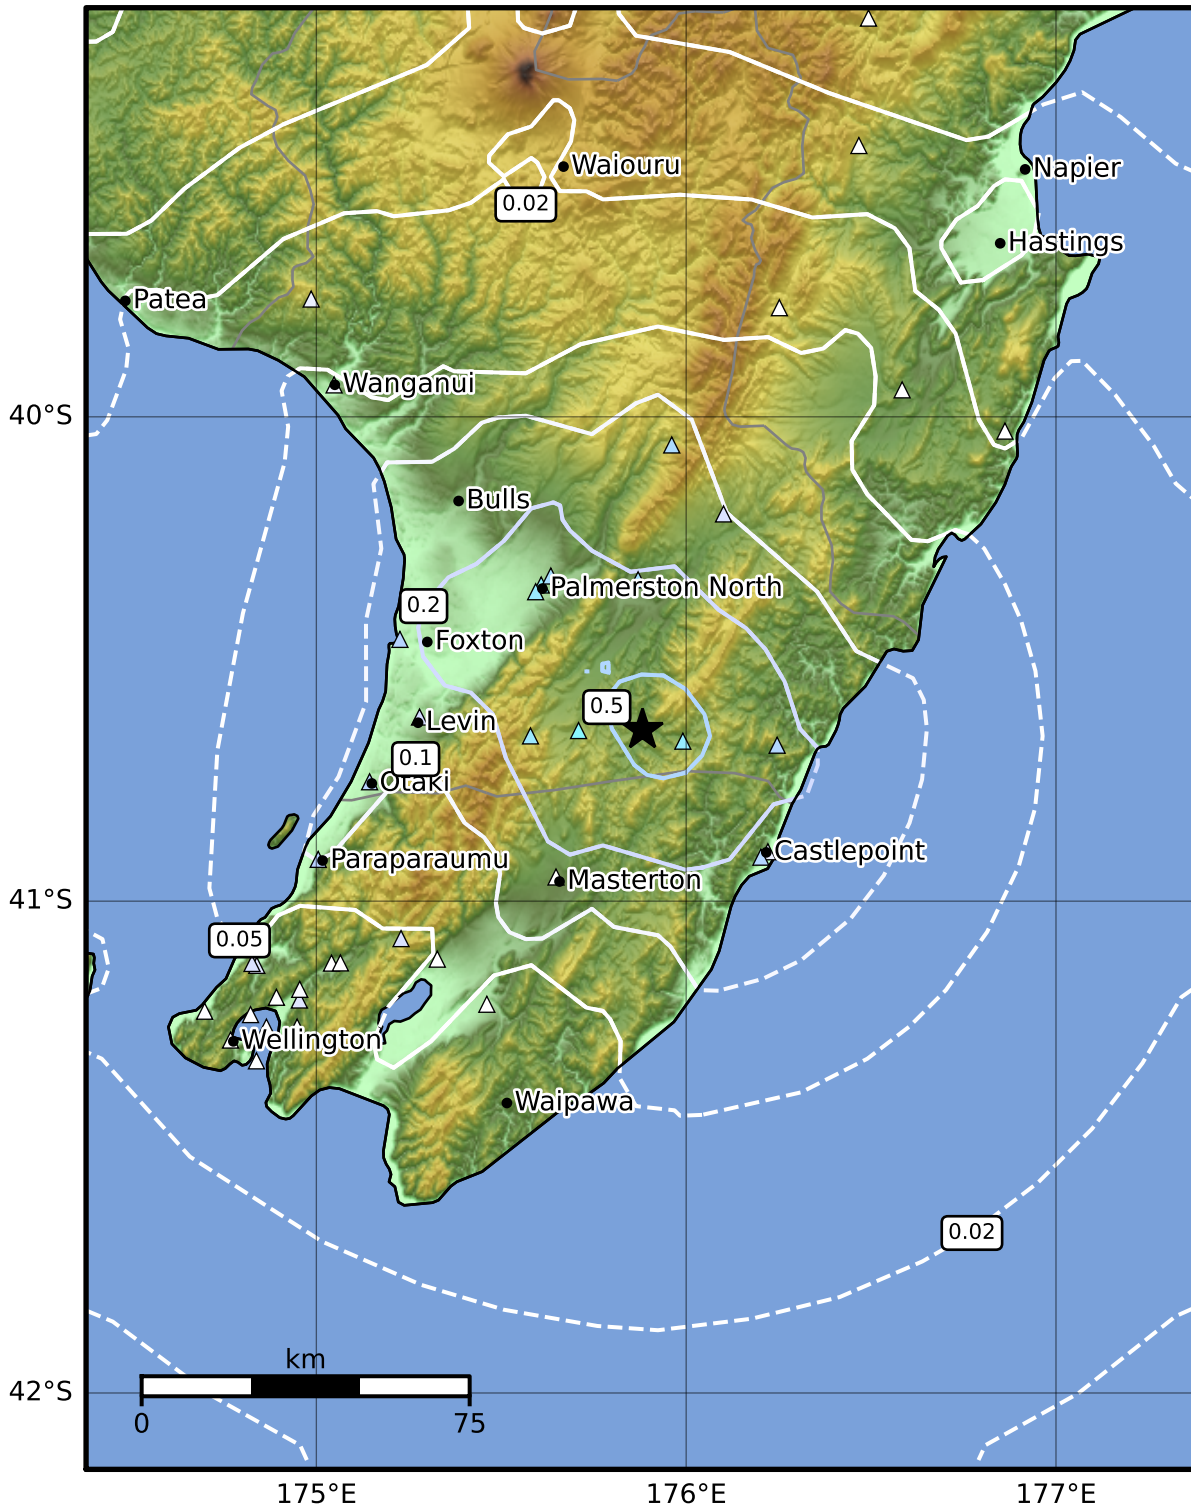 Waiouru
Napier
0.02
Hastings
Patea
Wanganui
40°S
Bulls
Palmerston North
0.2
Foxton
0.5
Levin
0.1
Otaki
Castlepoint
Paraparaumu
Masterton
41°S
0.05
Wellington
Waipawa
0.02
km
42°S
0
75
175°E
176°E
177°E